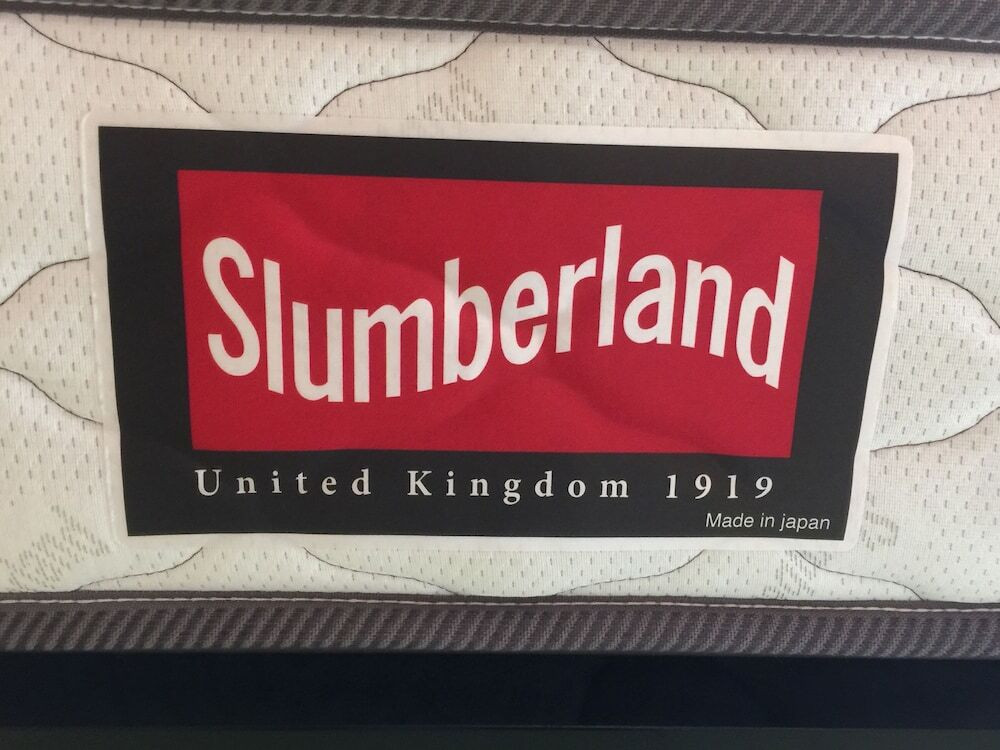 Slumberland
United Kingdom 1919
Made in japan